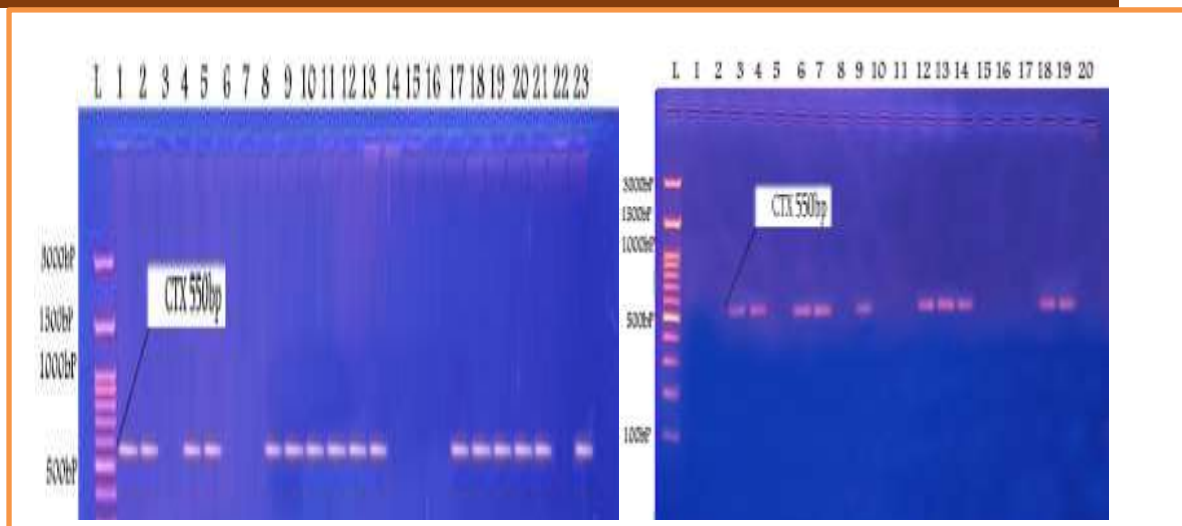 L 1 2 3 4 5 6 7 8 9 10 11 12 13 14 15 16 17 18 19 20 21 22 23
3000bP
CTX 550bp
1500bP
1000bP
500bP
L 1 2 3 4 5 6 7 8 9 10 11 12 13 14 15 16 17 18 19 20
3000bP
CTX 550bp
1500bP
1000bP
500bP
100bP